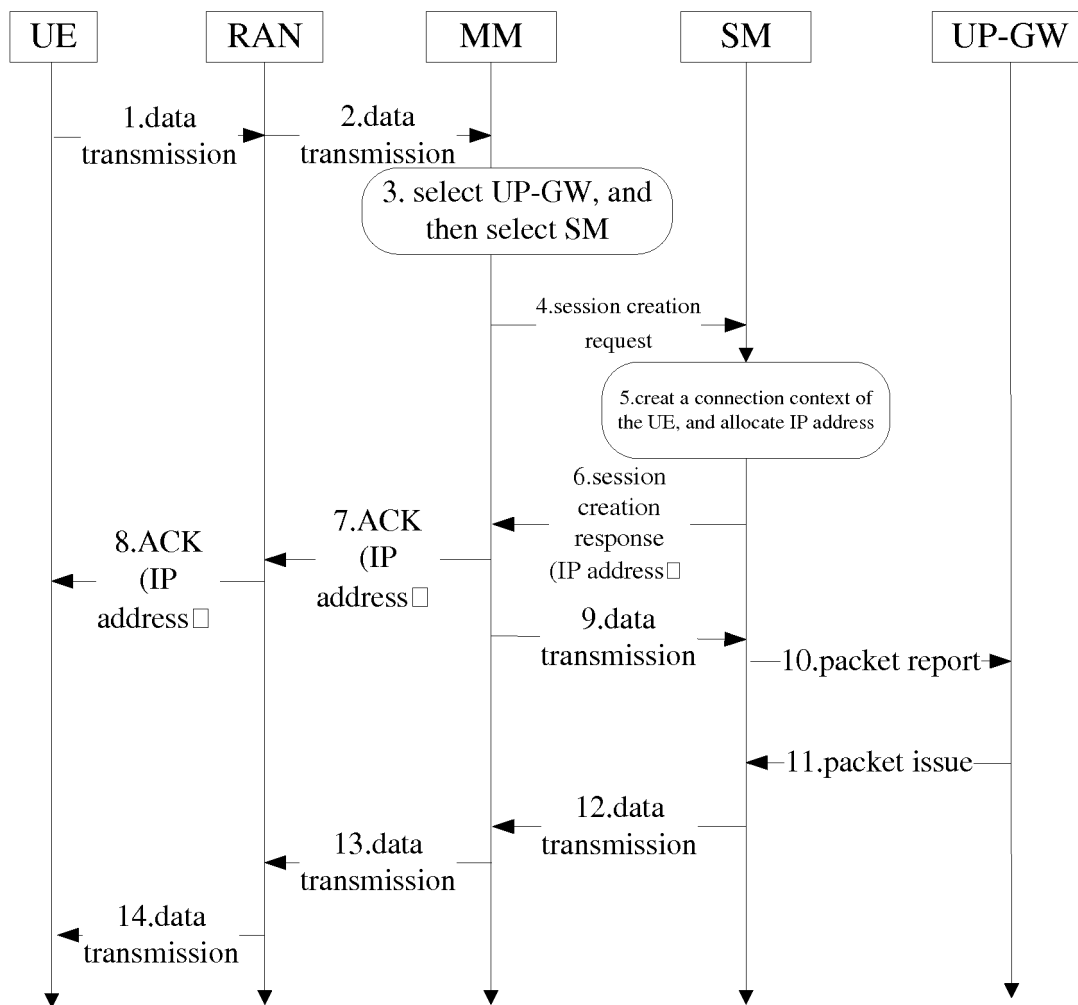 UE
RAN
MM
SM
UP-GW
1.data
transmission
2.data
transmission
3. select UP-GW, and
then select SM
4.session creation
request
5.creat a connection context of
the UE, and allocate IP address
6.session
creation
response
(IP address□
7.ACK
(IP
address□
8.ACK
(IP
address□
9.data
transmission
10.packet report
11.packet issue
12.data
transmission
13.data
transmission
14.data
transmission